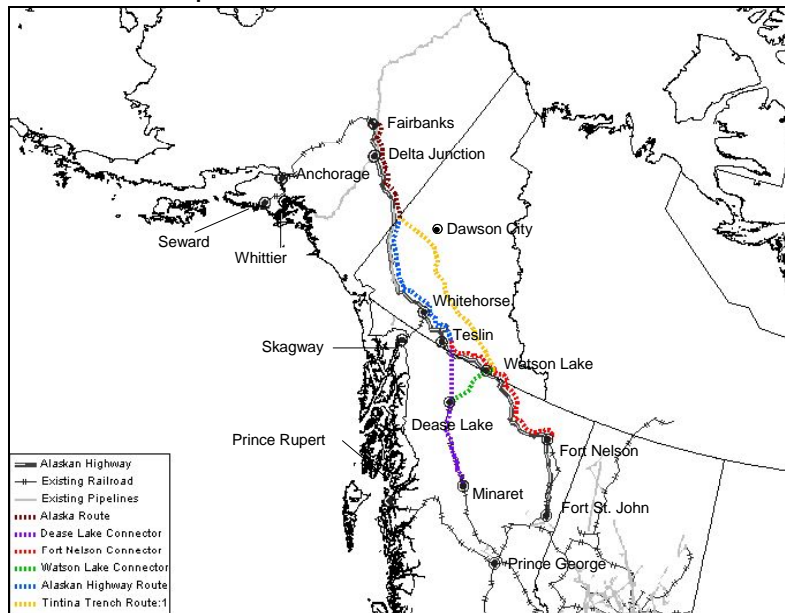 Fairbanks
Delta Junction
Anchorage
Dawson City
Seward
Whittier
Whitehorse
Teslin
Skagway
Watson Lake
Dease Lake
Prince Rupert
Fort Nelson
Minaret
Fort St. John
Prince George
Alaskan Highway
Existing Railroad
Existing Pipelines
Alaska Route
Dease Lake Connector
Fort Nelson Connector
Watson Lake Connector
Alaskan Highway Route
Tintina Trench Route:1